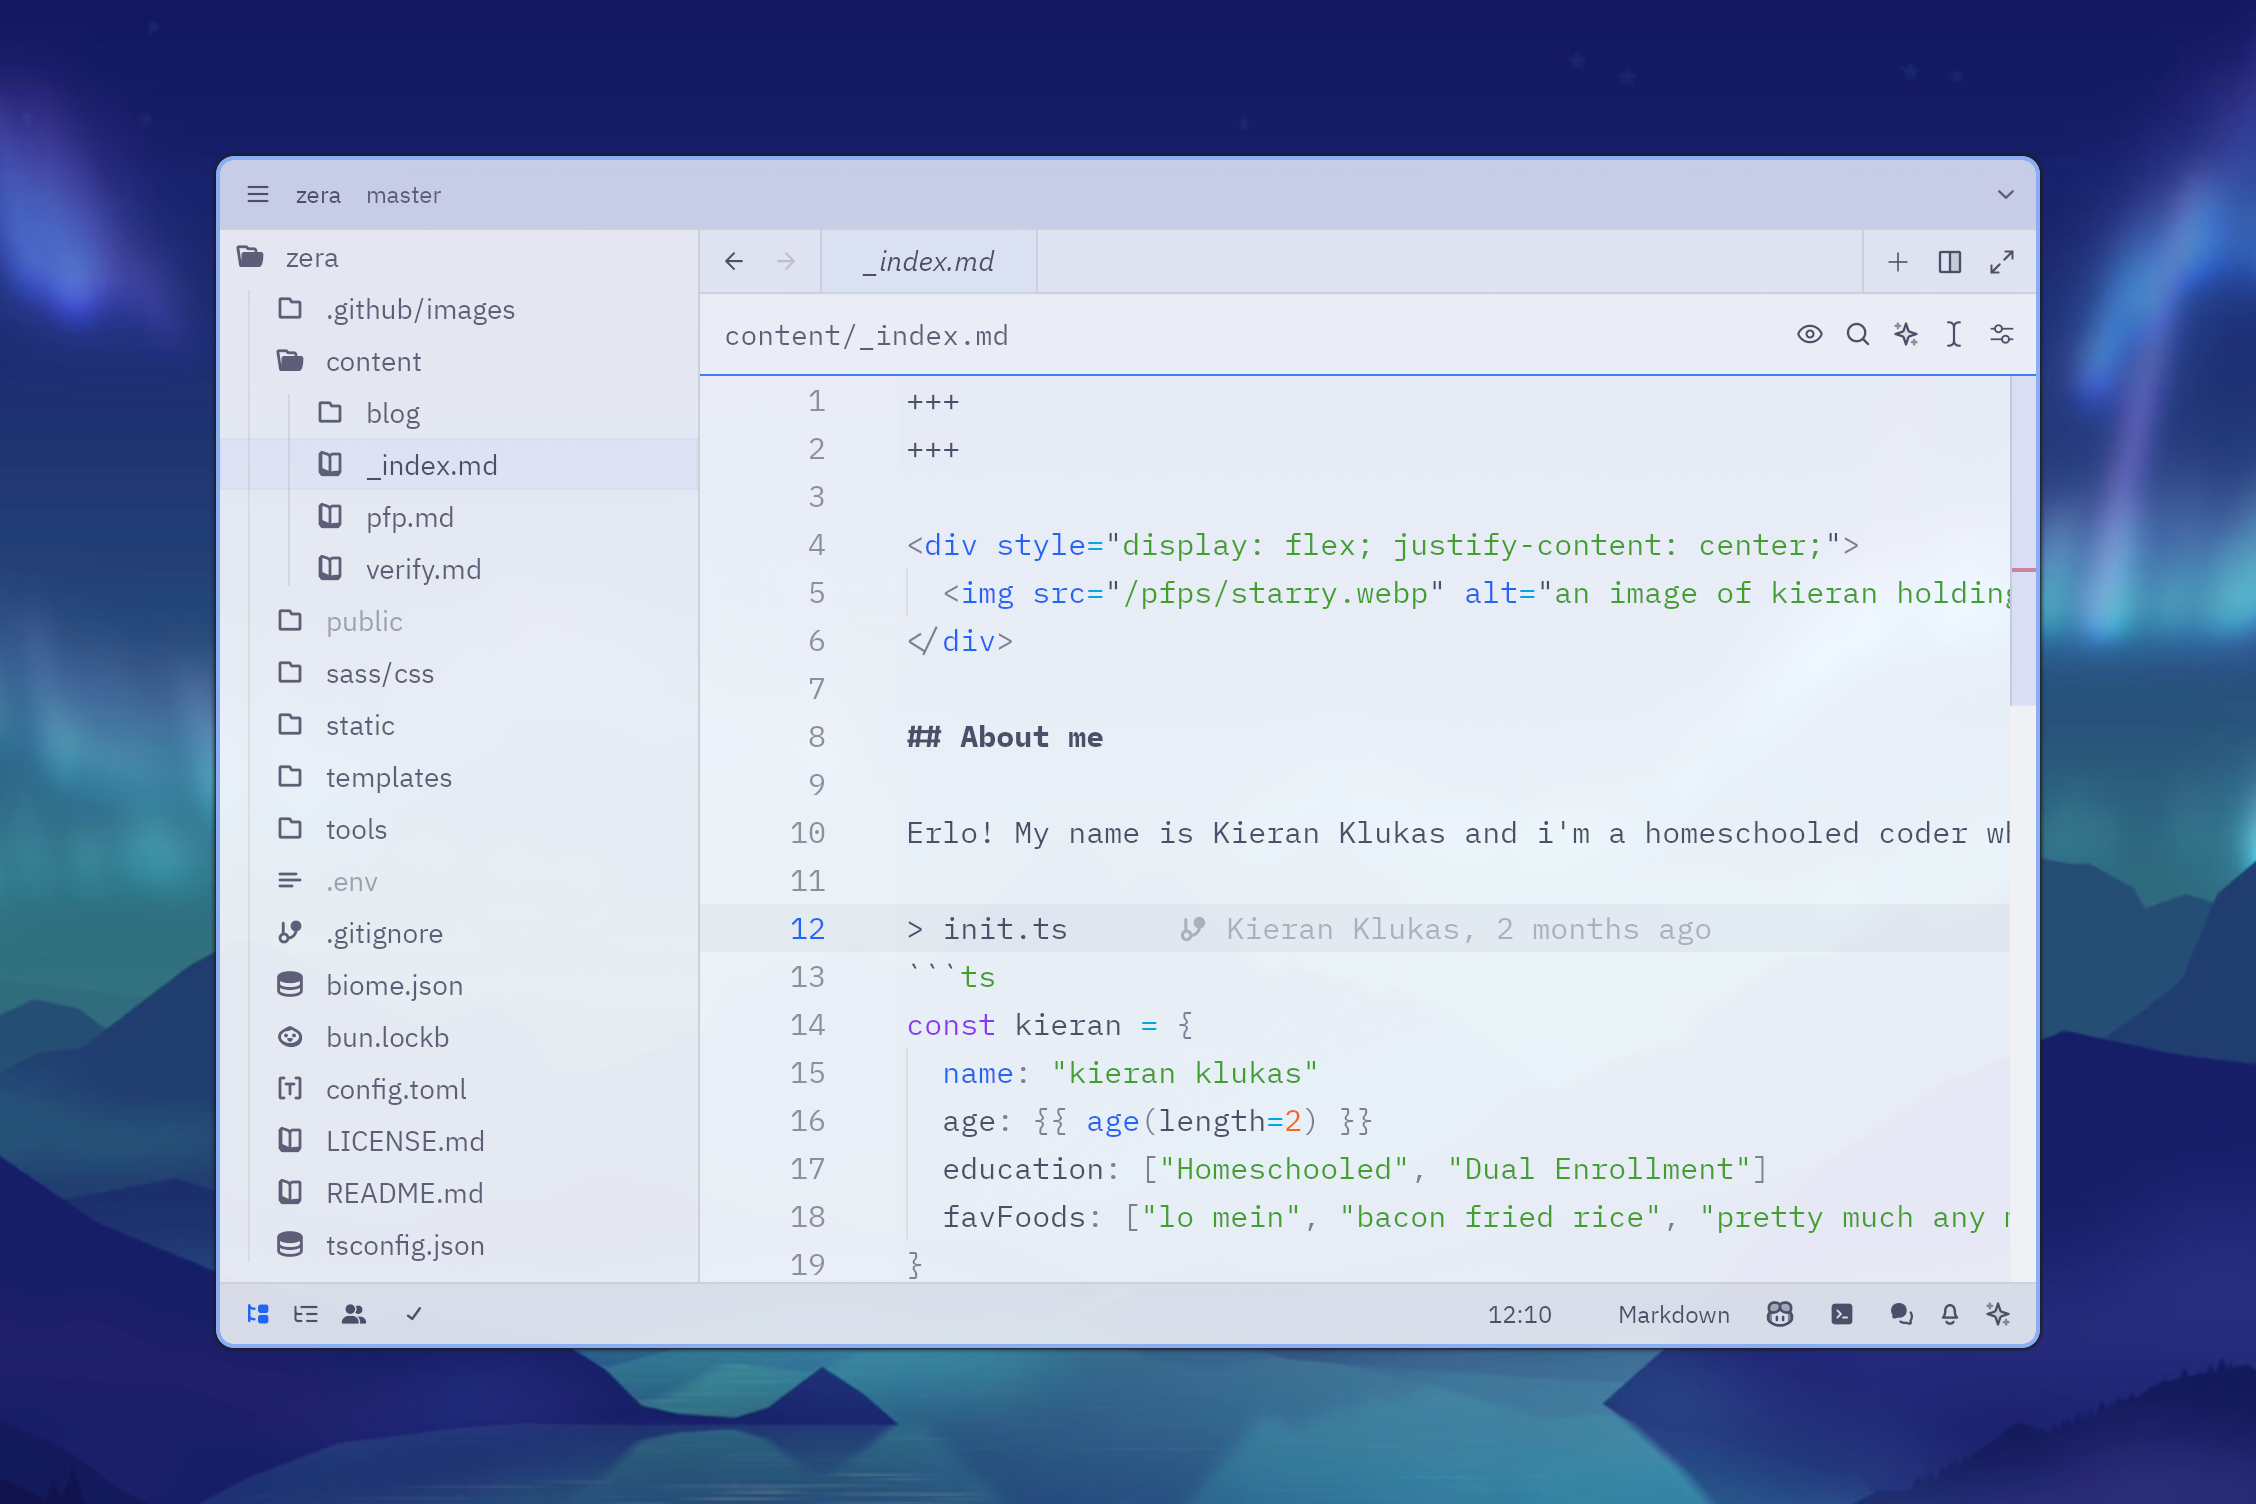 zera master
zera
.github/images
content
blog
_index.md
pfp.md
verify.md
public
sass/css
static
templates
tools
.env
.gitignore
biome.json
bun.lockb
config.toml
LICENSE.md
README.md
tsconfig.json
_index.md
content/_index.md
1 +++
2 +++
3
4 <div style="display: flex; justify-content: center;">
5 <img src="/pfps/starry.webp" alt="an image of kieran holding
6 </div>
7
8 ## About me
9
10 Erlo! My name is Kieran Klukas and i'm a homeschooled coder
11
12 > init.ts Kieran Klukas, 2 months ago
13 ```ts
14 const kieran = {
15 name: "kieran klukas"
16 age: {{ age(length=2) }}
17 education: ["Homeschooled", "Dual Enrollment"]
18 favFoods: ["lo mein", "bacon fried rice", "pretty much any
19 }
12:10 Markdown